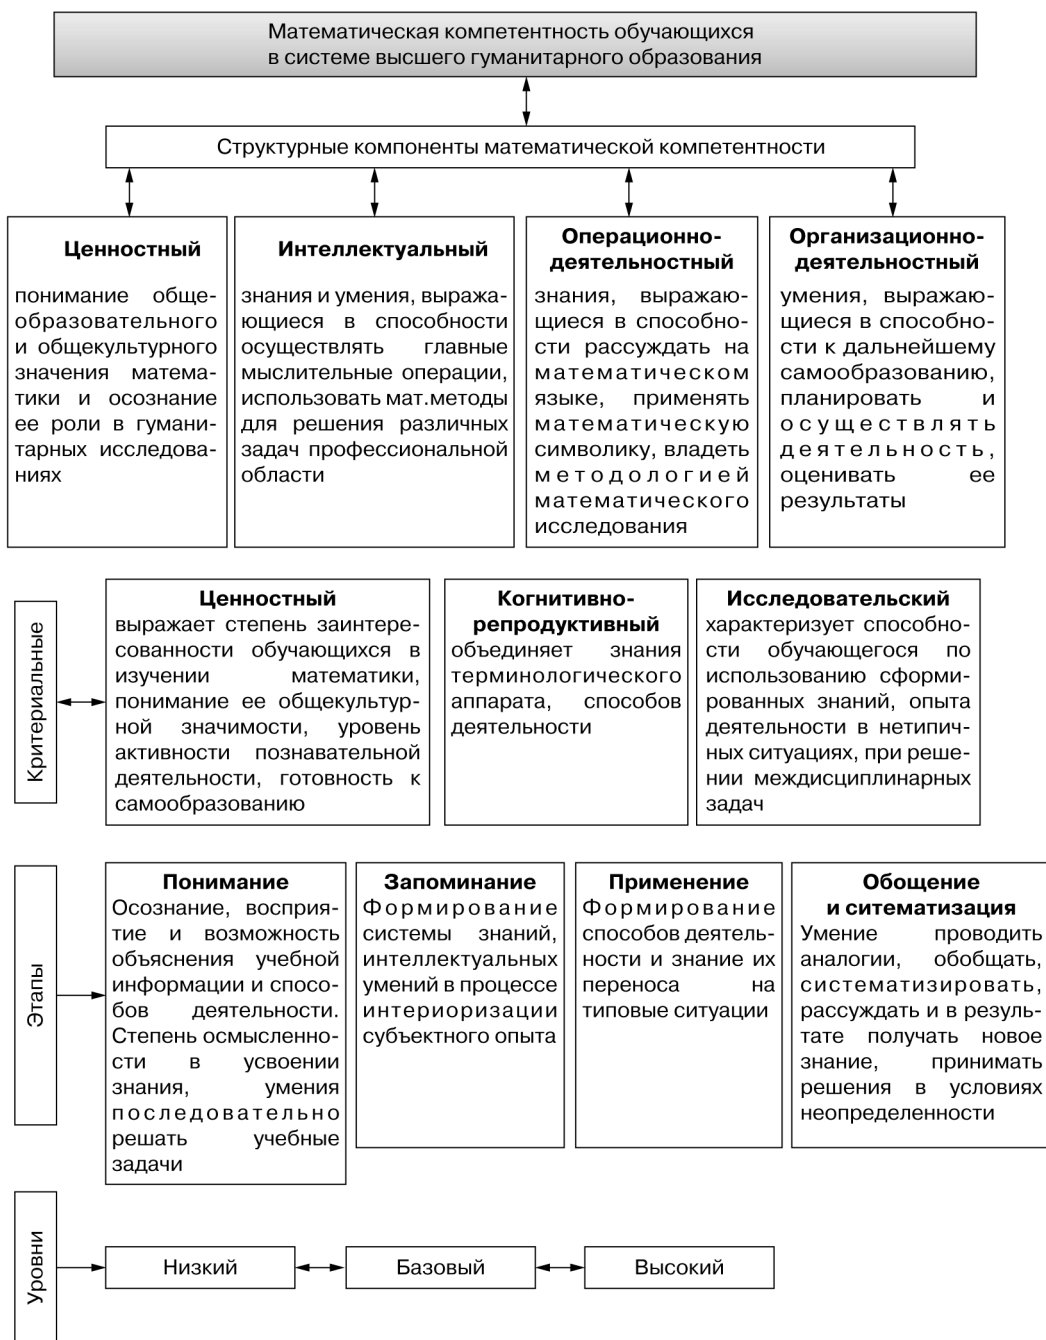 Математическая компетентность обучающихся
в системе высшего гуманитарного образования
Структурные компоненты математической компетентности
Ценностный
понимание обще-
образовательного
и общекультурного
значения матема-
тики и осознание
ее роли в гумани-
тарных исследова-
ниях
Интеллектуальный
знания и умения, выража-
ющиеся в способности
осуществлять главные
мыслительные операции,
использовать мат.методы
для решения различных
задач профессиональной
области
Операционно-
деятельностный
знания, выражаю-
щиеся в способно-
сти рассуждать на
математическом
языке, применять
математическую
символику, владеть
методологией
математического
исследования
Организационно-
деятельностный
умения, выражаю-
щиеся в способно-
сти к дальнейшему
самообразованию,
планировать и
осуществлять
деятельность,
оценивать ее
результаты
Критериальные
Ценностный
выражает степень заинтере-
сованности обучающихся в
изучении математики,
понимание ее общекультур-
ной значимости, уровень
активности познавательной
деятельности, готовность к
самообразованию
Когнитивно-
репродуктивный
объединяет знания
терминологического
аппарата, способов
деятельности
Исследовательский
характеризует способно-
сти обучающегося по
использованию сформи-
рованных знаний, опыта
деятельности в нетипич-
ных ситуациях, при реше-
нии междисциплинарных
задач
Этапы
Понимание
Осознание, восприя-
тие и возможность
объяснения учебной
информации и спосо-
бов деятельности.
Степень осмысленно-
сти в усвоении
знания, умения
последовательно
решать учебные
задачи
Запоминание
Формирование
системы знаний,
интеллектуальных
умений в процессе
интериоризации
субъектного опыта
Применение
Формирование
способов деятель-
ности и знание их
переноса на
типовые ситуации
Обощение
и ситематизация
Умение проводить
аналогии, обобщать,
систематизировать,
рассуждать и в резуль-
тате получать новое
знание, принимать
решения в условиях
неопределенности
Уровни
Низкий
Базовый
Высокий